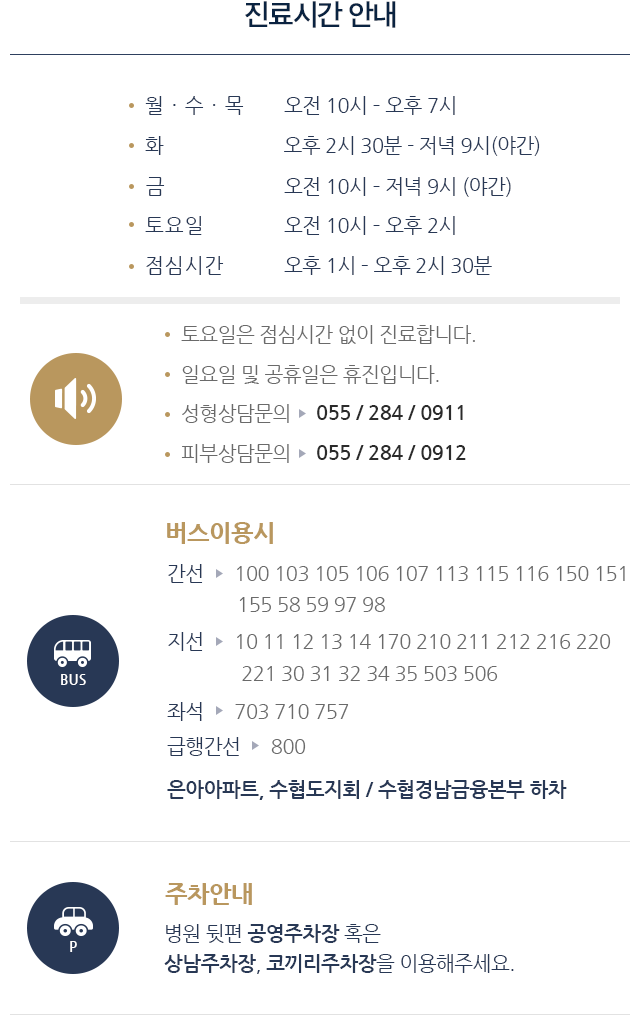 진료시간 안내
월 · 수 · 목 오전 10시 - 오후 7시
화 오후 2시 30분 - 저녁 9시(야간)
금 오전 10시 - 저녁 9시 (야간)
토요일 오전 10시 - 오후 2시
점심시간 오후 1시 - 오후 2시 30분
토요일은 점심시간 없이 진료합니다.
일요일 및 공휴일은 휴진입니다.
성형상담문의 ▶ 055 / 284 / 0911
피부상담문의 ▶ 055 / 284 / 0912
버스이용시
간선 ▶ 100 103 105 106 107 113 115 116 150 151
155 58 59 97 98
지선 ▶ 10 11 12 13 14 170 210 211 212 216 220
221 30 31 32 34 35 503 506
BUS
좌석 ▶ 703 710 757
급행간선 ▶ 800
은아아파트, 수협도지회 / 수협경남금융본부 하차
주차안내
병원 뒷편 공영주차장 혹은
P
상남주차장, 코끼리주차장을 이용해주세요.